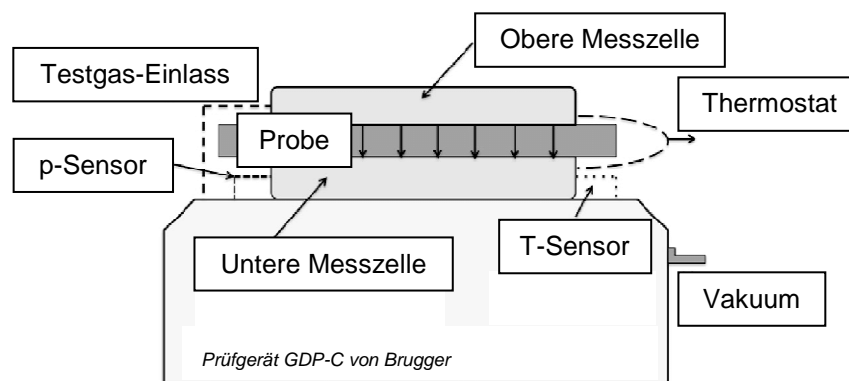 Obere Messzelle
Testgas-Einlass
Thermostat
Probe
p-Sensor
T-Sensor
Untere Messzelle
Vakuum
Prüfgerät GDP-C von Brugger